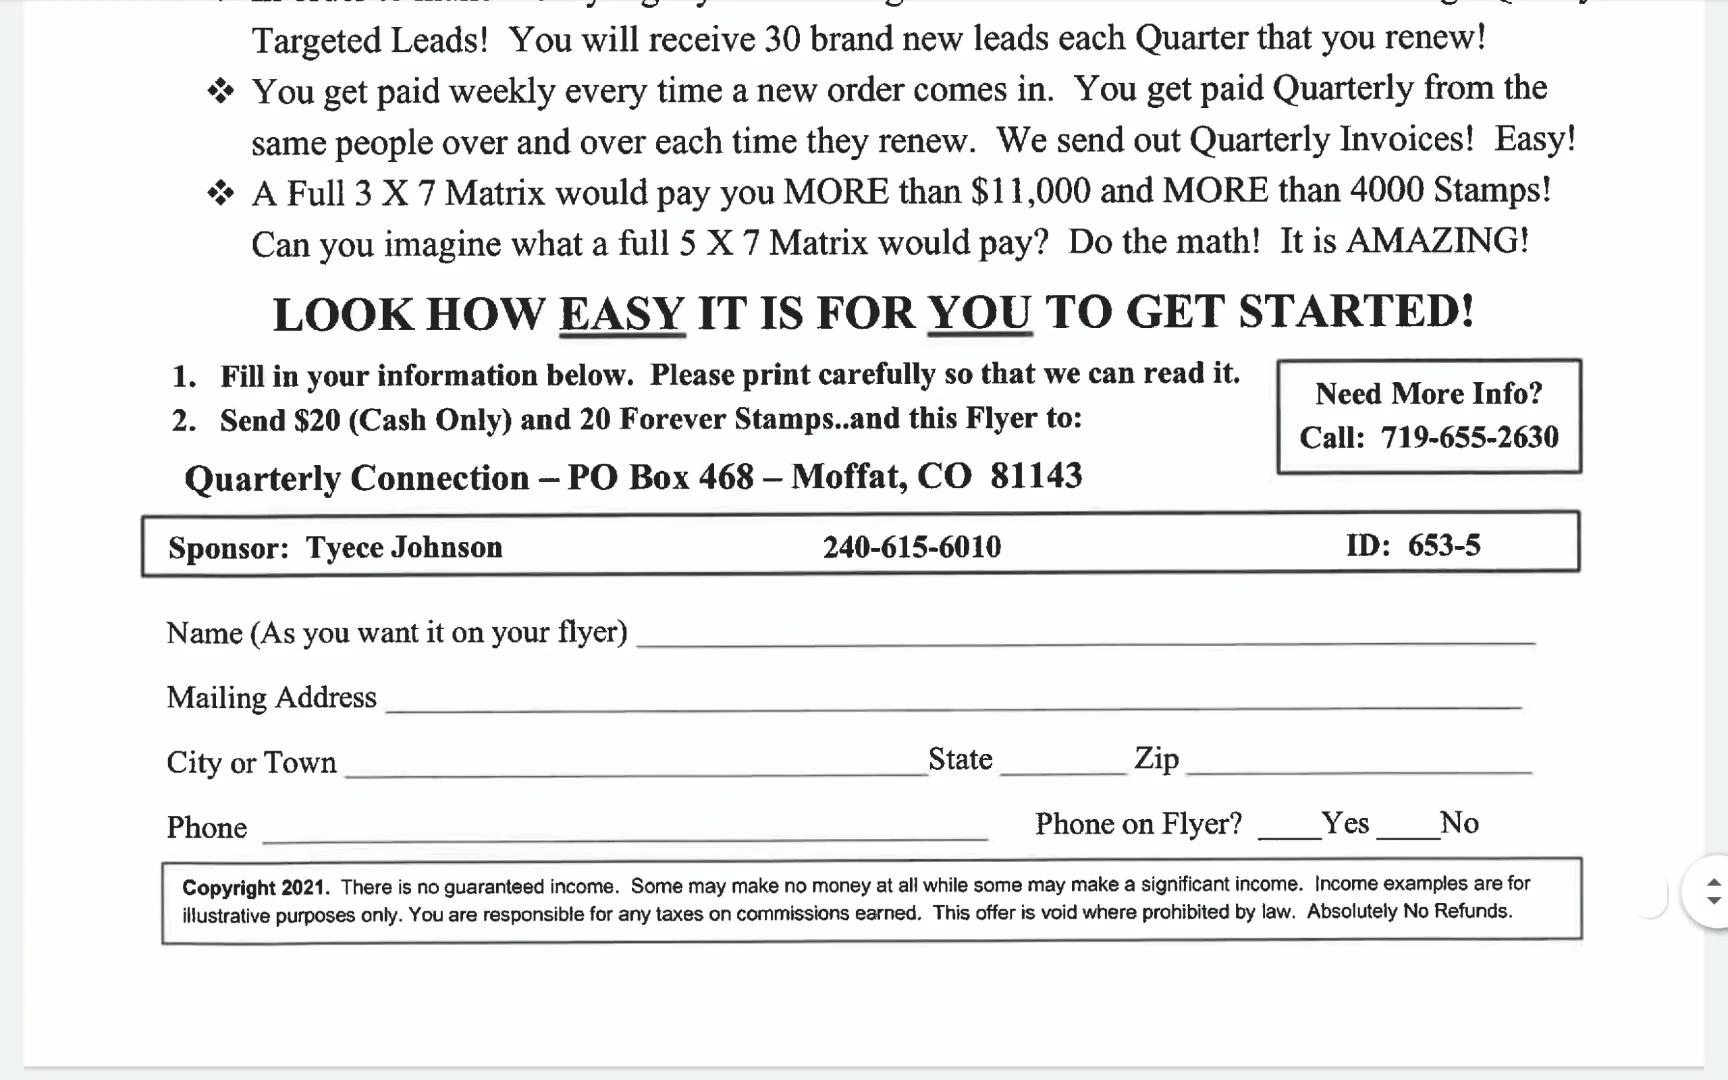 Targeted Leads! You will receive 30 brand new leads each Quarter that you renew!
❖ You get paid weekly every time a new order comes in. You get paid Quarterly from the
same people over and over each time they renew. We send out Quarterly Invoices! Easy!
❖ A Full 3 X 7 Matrix would pay you MORE than $11,000 and MORE than 4000 Stamps!
Can you imagine what a full 5 X 7 Matrix would pay? Do the math! It is AMAZING!
LOOK HOW EASY IT IS FOR YOU TO GET STARTED!
1. Fill in your information below. Please print carefully so that we can read it.
2. Send $20 (Cash Only) and 20 Forever Stamps..and this Flyer to:
Quarterly Connection – PO Box 468 – Moffat, CO 81143
Need More Info?
Call: 719-655-2630
Sponsor: Tyece Johnson 240-615-6010 ID: 653-5
Name (As you want it on your flyer)
Mailing Address
City or Town State Zip
Phone Phone on Flyer? Yes No
Copyright 2021. There is no guaranteed income. Some may make no money at all while some may make a significant income. Income examples are for
illustrative purposes only. You are responsible for any taxes on commissions earned. This offer is void where prohibited by law. Absolutely No Refunds.